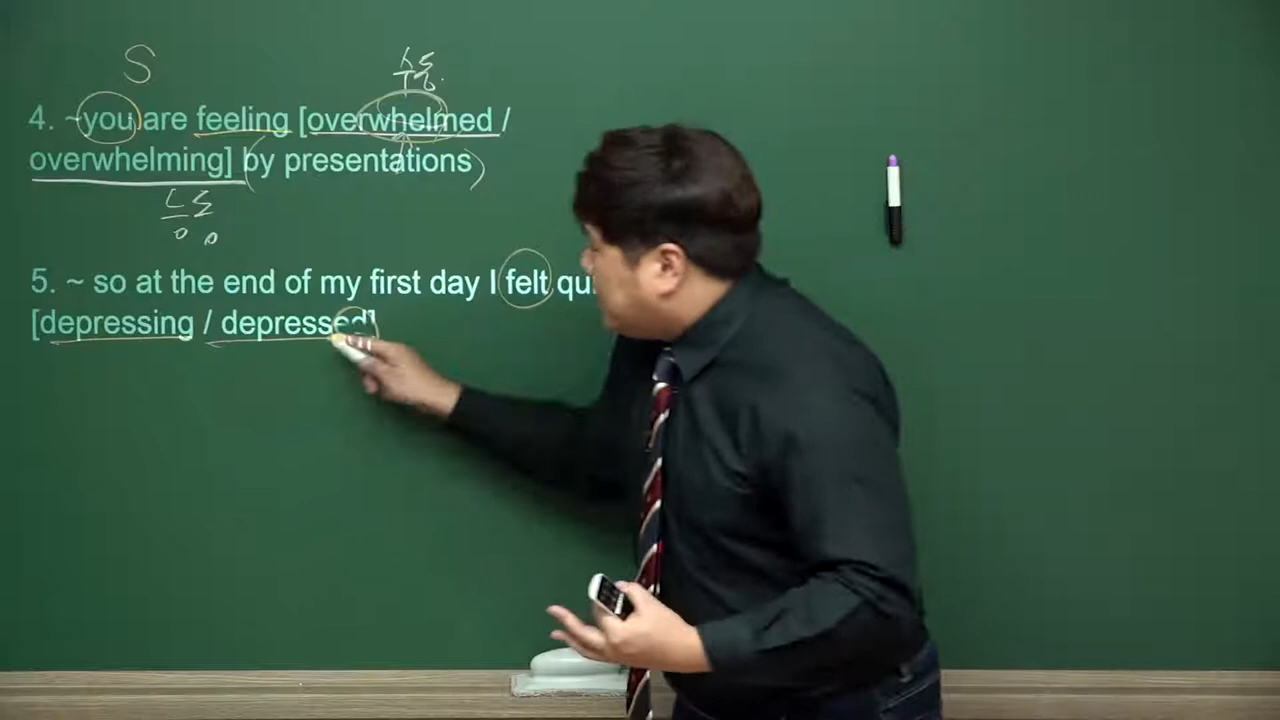 S
수동.
4. ~you are feeling [overwhelmed /
overwhelming] by presentations
능동
5. ~ so at the end of my first day I felt
[depressing / depressed]